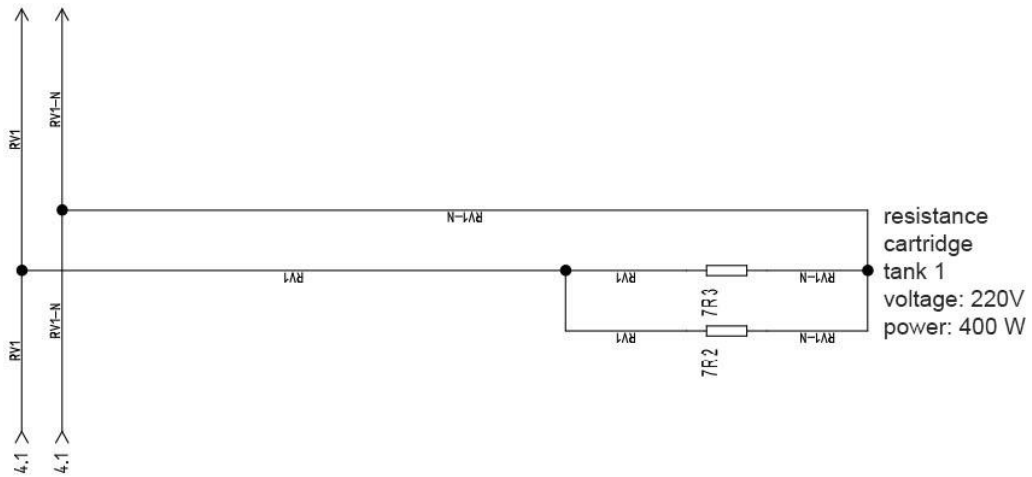 RV1
RV1-N
RV1-N
resistance
cartridge
tank 1
voltage: 220V
power: 400 W
RV1
RV1
7R3
RV1-N
RV1
RV1-N
RV1
7R2
RV1-N
4.1
4.1